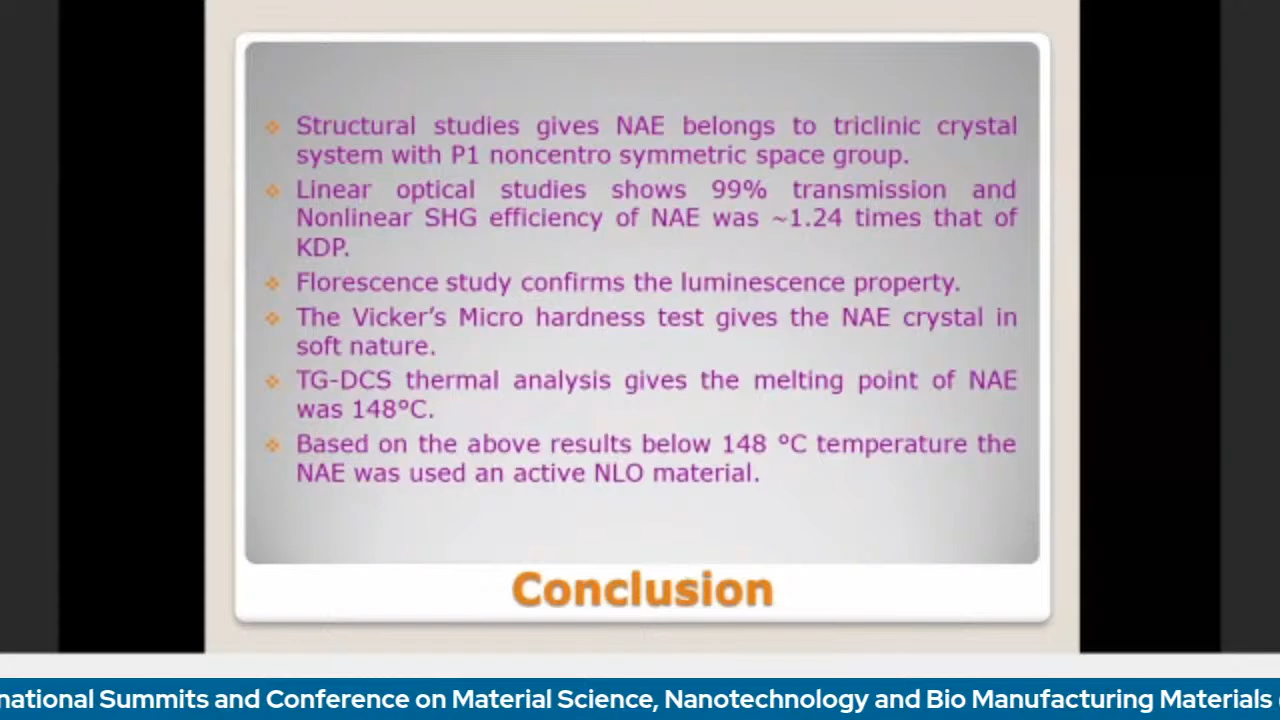 Structural studies gives NAE belongs to triclinic crystal
system with P1 noncentro symmetric space group.
Linear optical studies shows 99% transmission and
Nonlinear SHG efficiency of NAE was ~1.24 times that of
KDP.
Florescence study confirms the luminescence property.
The Vicker’s Micro hardness test gives the NAE crystal in
soft nature.
TG-DCS thermal analysis gives the melting point of NAE
was 148°C.
Based on the above results below 148 °C temperature the
NAE was used an active NLO material.
Conclusion
national Summits and Conference on Material Science, Nanotechnology and Bio Manufacturing Materials